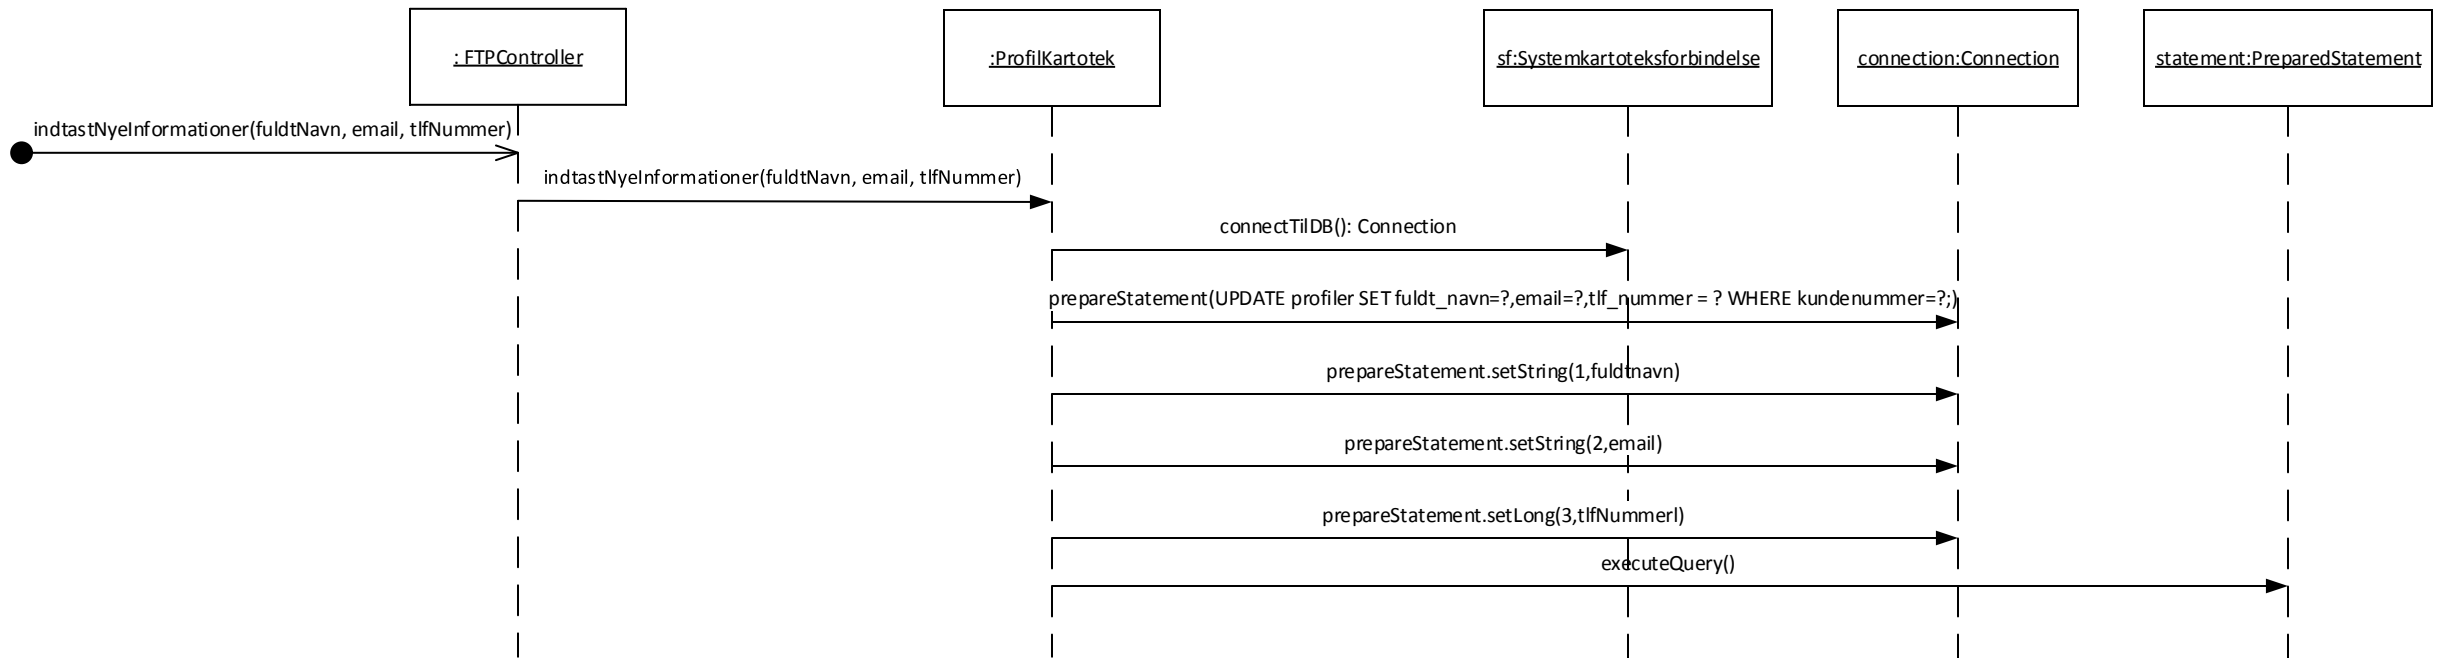 : FTPController
:ProfilKartotek
sf:Systemkartoteksforbindelse
connection:Connection
statement:PreparedStatement
indtastNyeInformationer(fuldtNavn, email, tlfNummer)
indtastNyeInformationer(fuldtNavn, email, tlfNummer)
connectTilDB(): Connection
prepareStatement(UPDATE profiler SET fuldt_navn=?,email=?,tlf_nummer = ? WHERE kundenummer=?;)
prepareStatement.setString(1,fuldtnavn)
prepareStatement.setString(2,email)
prepareStatement.setLong(3,tlfNummerl)
executeQuery()